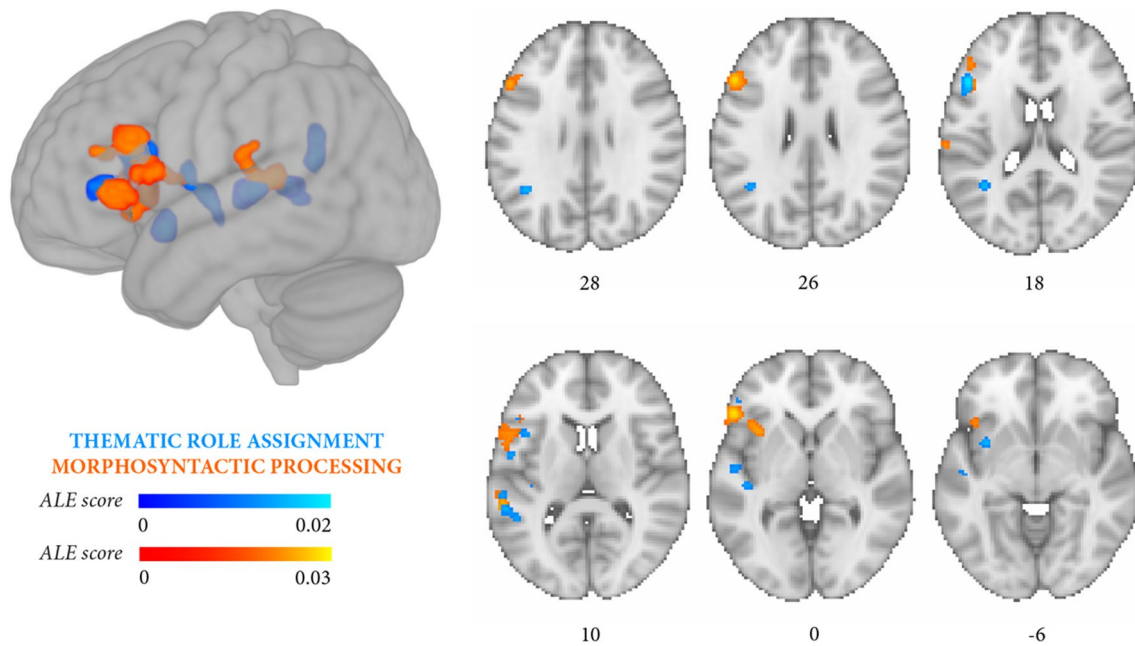 28 26 18
THEMATIC ROLE ASSIGNMENT
MORPHOSYNTACTIC PROCESSING
ALE score
0 0.02
ALE score
0 0.03
10 0 -6